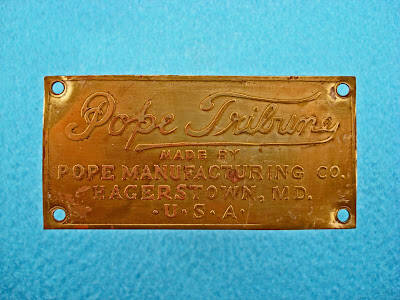 Pope Tribune
MADE BY
POPE MANUFACTURING CO.
HAGERSTOWN, MD.
·U·S·A·